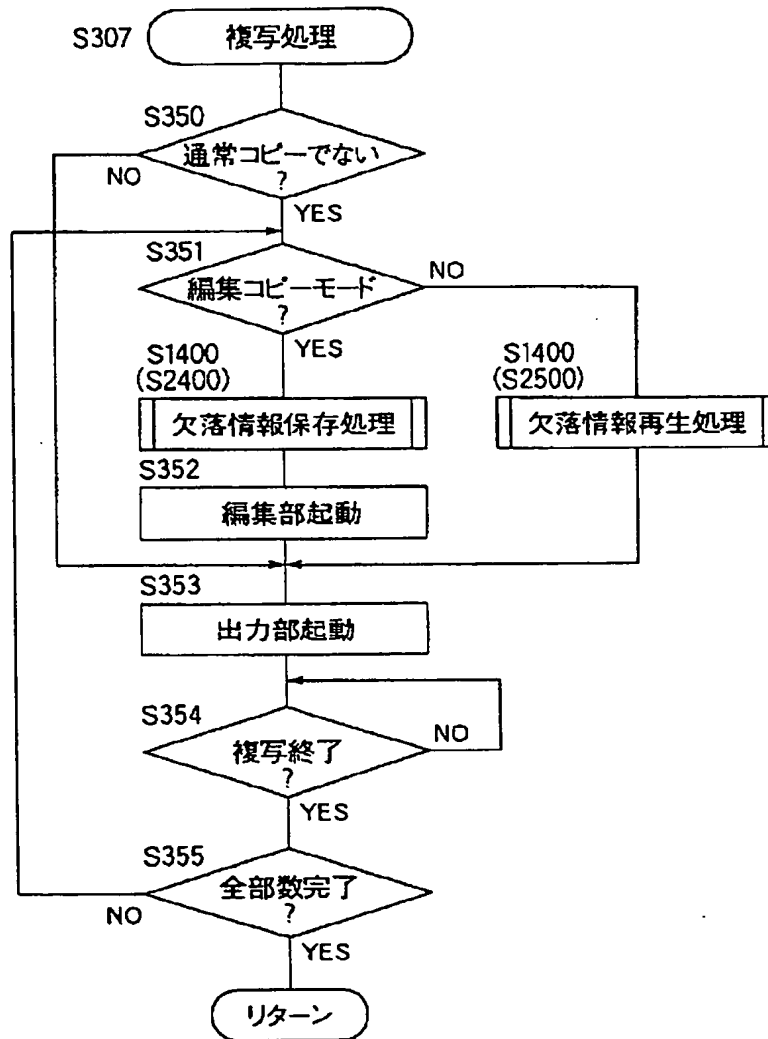 S307
複写処理
S350
通常コピーでない
?
NO
YES
S351
編集コピーモード
?
NO
YES
S1400
(S2400)
欠落情報保存処理
S1400
(S2500)
欠落情報再生処理
S352
編集部起動
S353
出力部起動
S354
複写終了
?
NO
YES
S355
全部数完了
?
NO
YES
リターン